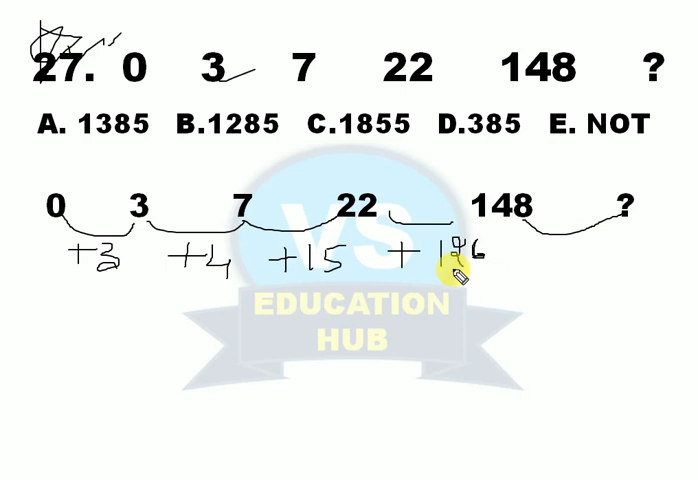 27. 0 3 7 22 148 ?
A. 1385 B.1285 C.1855 D.385 E. NOT
0 3 7 22 148 ?
+3 +4 +15 +126
VS
EDUCATION
HUB